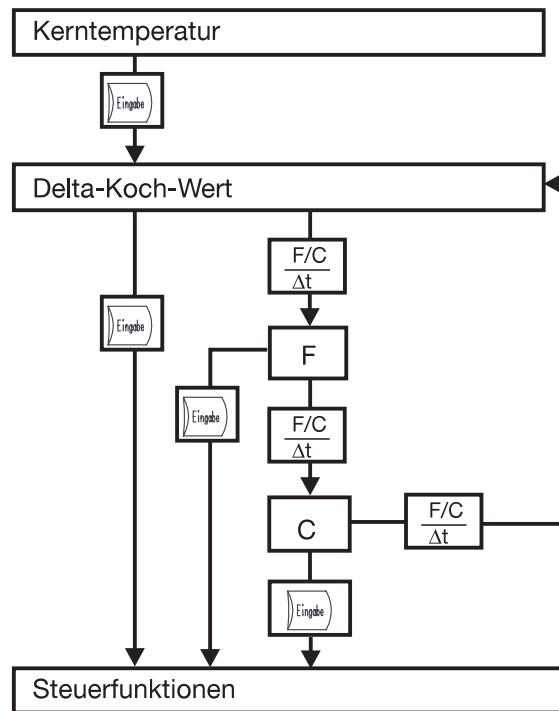 Kerntemperatur
Eingabe
Delta-Koch-Wert
F/C
Δt
Eingabe
F
Eingabe
F/C
Δt
C
F/C
Δt
Eingabe
Steuerfunktionen